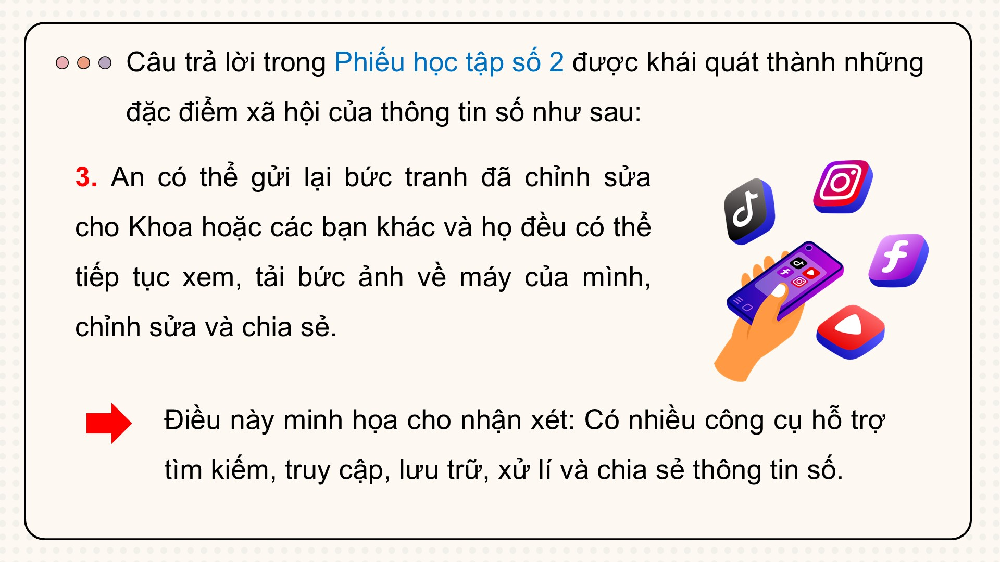 Câu trả lời trong Phiếu học tập số 2 được khái quát thành những
đặc điểm xã hội của thông tin số như sau:
3. An có thể gửi lại bức tranh đã chỉnh sửa
cho Khoa hoặc các bạn khác và họ đều có thể
tiếp tục xem, tải bức ảnh về máy của mình,
chỉnh sửa và chia sẻ.
Điều này minh họa cho nhận xét: Có nhiều công cụ hỗ trợ
tìm kiếm, truy cập, lưu trữ, xử lí và chia sẻ thông tin số.